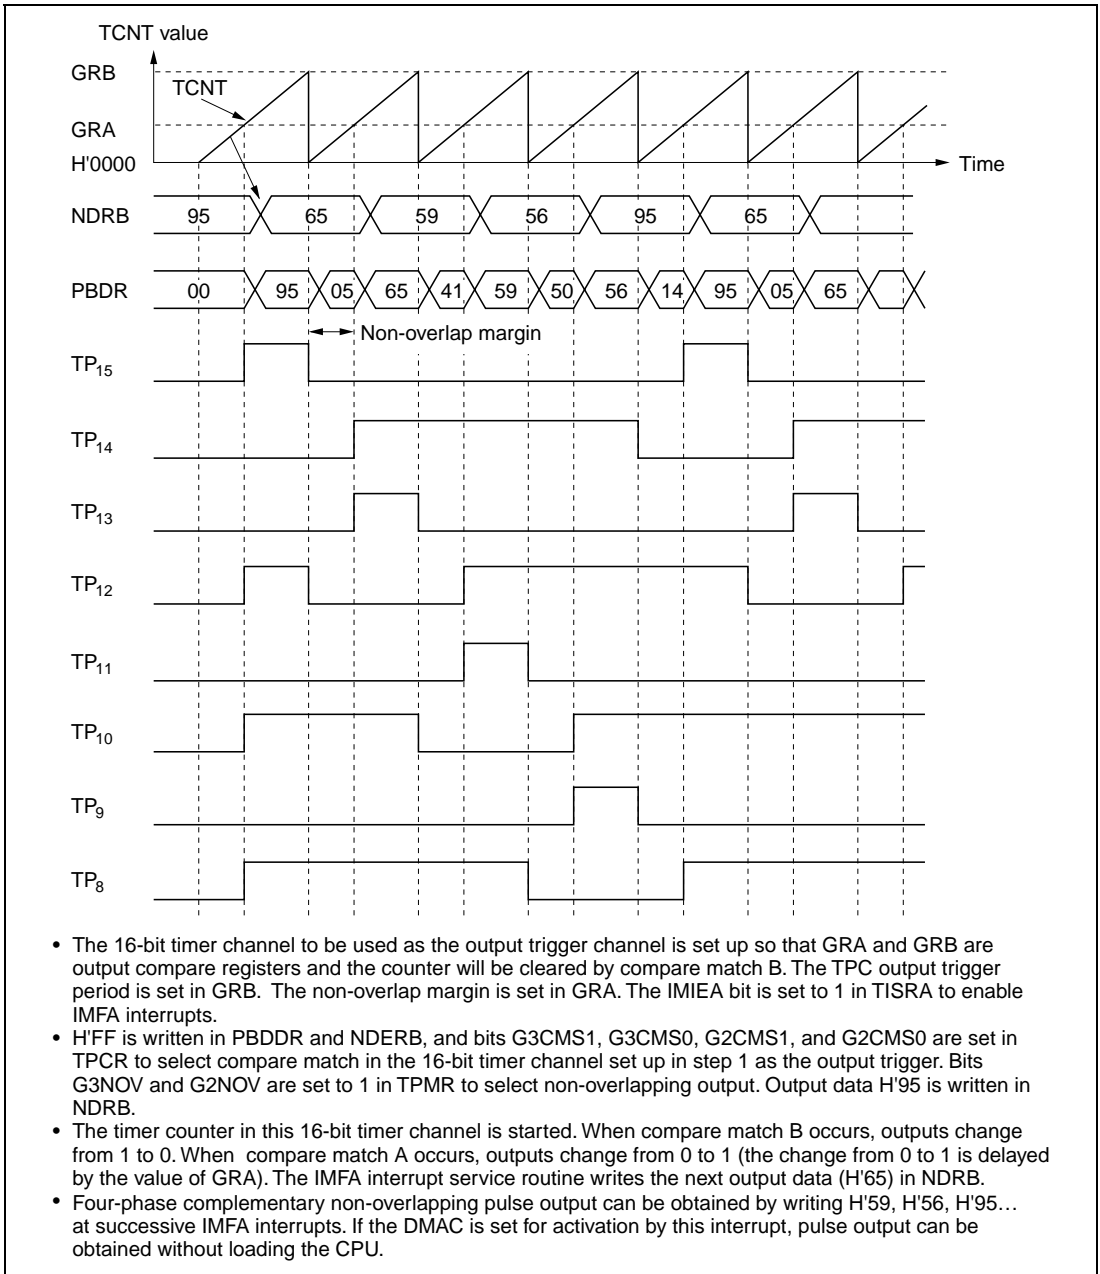 TCNT value
GRB
TCNT
GRA
H'0000
Time
NDRB 95 65 59 56 95 65
PBDR 00 95 05 65 41 59 50 56 14 95 05 65
Non-overlap margin
TP15
TP14
TP13
TP12
TP11
TP10
TP9
TP8
• The 16-bit timer channel to be used as the output trigger channel is set up so that GRA and GRB are
output compare registers and the counter will be cleared by compare match B. The TPC output trigger
period is set in GRB. The non-overlap margin is set in GRA. The IMIEA bit is set to 1 in TISRA to enable
IMFA interrupts.
• H'FF is written in PBDDR and NDERB, and bits G3CMS1, G3CMS0, G2CMS1, and G2CMS0 are set in
TPCR to select compare match in the 16-bit timer channel set up in step 1 as the output trigger. Bits
G3NOV and G2NOV are set to 1 in TPMR to select non-overlapping output. Output data H'95 is written in
NDRB.
• The timer counter in this 16-bit timer channel is started. When compare match B occurs, outputs change
from 1 to 0. When compare match A occurs, outputs change from 0 to 1 (the change from 0 to 1 is delayed
by the value of GRA). The IMFA interrupt service routine writes the next output data (H'65) in NDRB.
• Four-phase complementary non-overlapping pulse output can be obtained by writing H'59, H'56, H'95…
at successive IMFA interrupts. If the DMAC is set for activation by this interrupt, pulse output can be
obtained without loading the CPU.